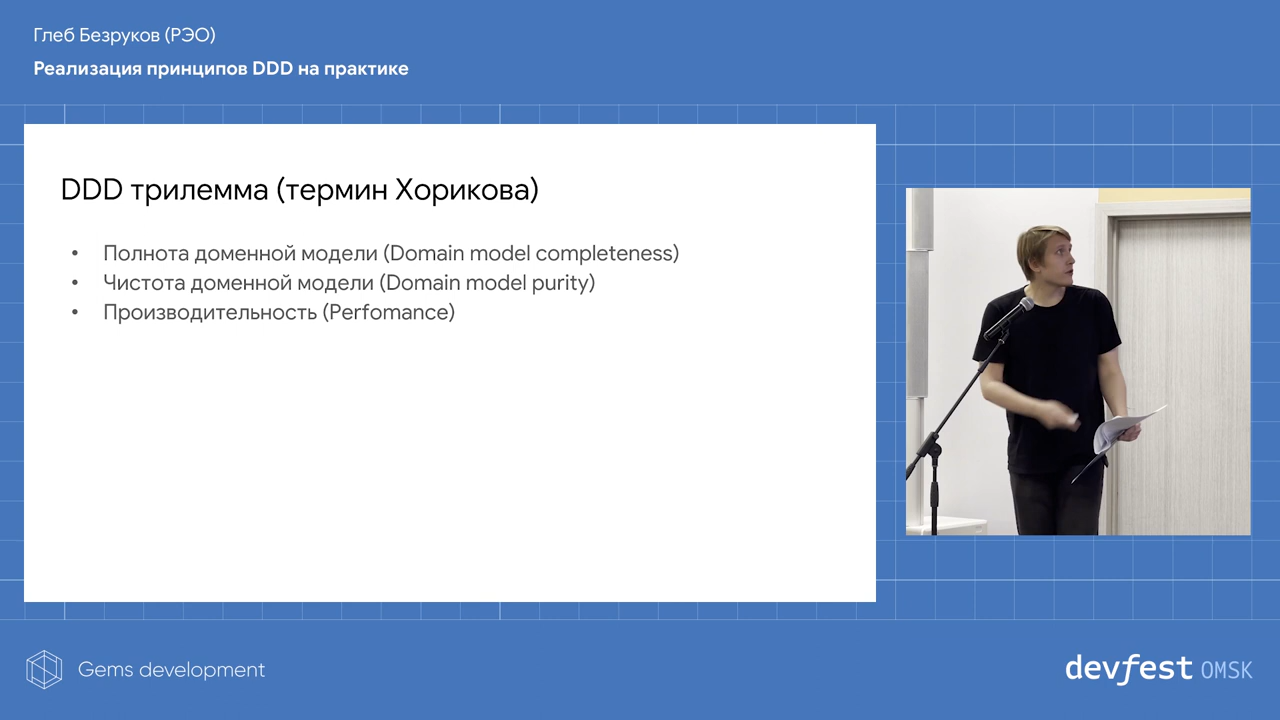 Глеб Безруков (РЭО)
Реализация принципов DDD на практике
DDD трилемма (термин Хорикова)
• Полнота доменной модели (Domain model completeness)
• Чистота доменной модели (Domain model purity)
• Производительность (Perfomance)
Gems development
devfest OMSK